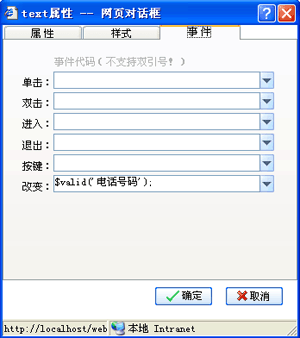 text属性 -- 网页对话框
属性 样式 事件
事件代码(不支持双引号! )
单击:
双击:
进入:
退出:
按键:
改变: $valid('电话号码');
确定 取消
http://localhost/web 本地 Intranet